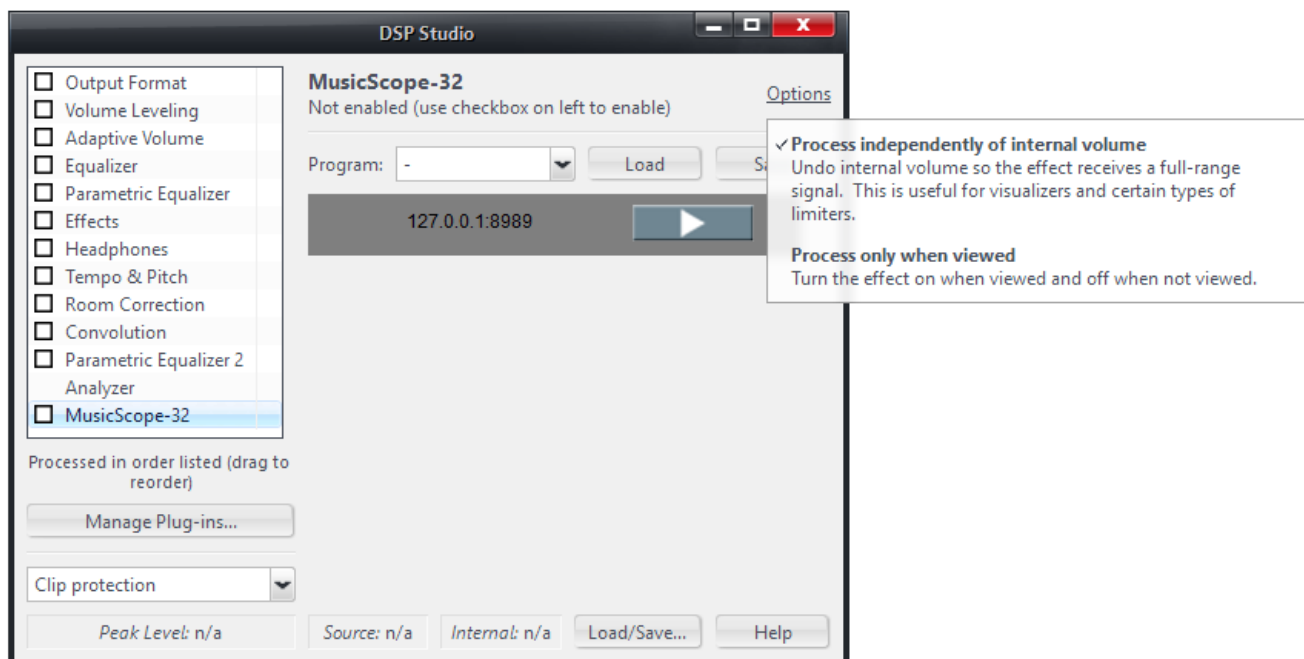 DSP Studio
Output Format
Volume Leveling
Adaptive Volume
Equalizer
Parametric Equalizer
Effects
Headphones
Tempo & Pitch
Room Correction
Convolution
Parametric Equalizer 2
Analyzer
MusicScope-32
Processed in order listed (drag to
reorder)
Manage Plug-ins...
Clip protection
Peak Level: n/a
MusicScope-32
Not enabled (use checkbox on left to enable)
Options
Program: -
Load
127.0.0.1:8989
Process independently of internal volume
Undo internal volume so the effect receives a full-range
signal. This is useful for visualizers and certain types of
limiters.
Process only when viewed
Turn the effect on when viewed and off when not viewed.
Source: n/a
Internal: n/a
Load/Save...
Help